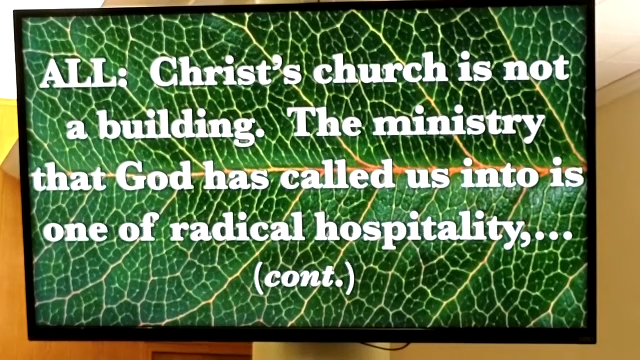 ALL:  Christ's church is not
a building.  The ministry
that God has called us into is
one of radical hospitality,...
(cont.)